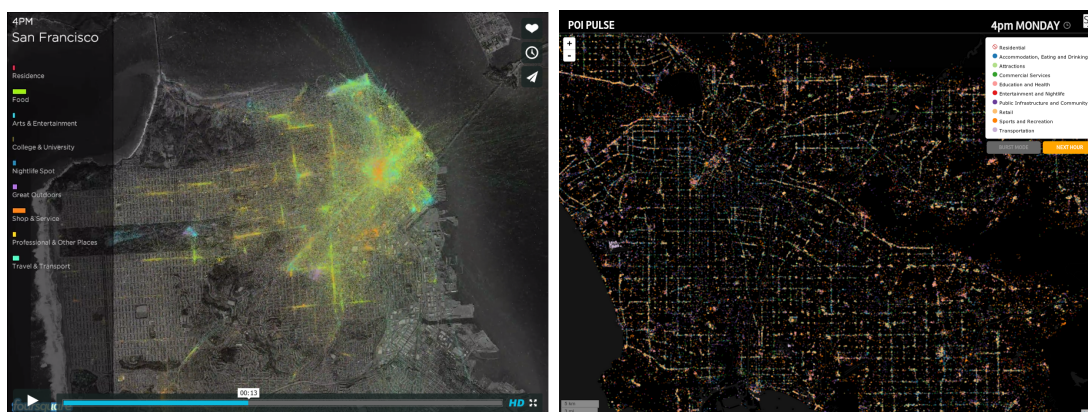 4PM
San Francisco
Residence
Food
Arts & Entertainment
College & University
Nightlife Spot
Great Outdoors
Shop & Service
Professional & Other Places
Travel & Transport
00:13
HD
POI PULSE
4pm MONDAY
+
-
Residential
Accommodation, Eating and Drinking
Attractions
Commercial Services
Education and Health
Entertainment and Nightlife
Public Infrastructure and Community
Retail
Sports and Recreation
Transportation
BURST MODE
NEXT HOUR